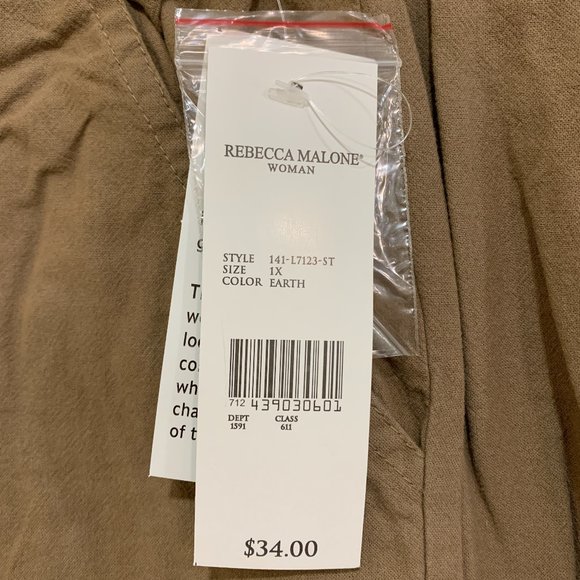 REBECCA MALONE®
WOMAN
STYLE 141-L7123-ST
SIZE 1X
COLOR EARTH
712 439030601
DEPT CLASS
1591 611
$34.00
of